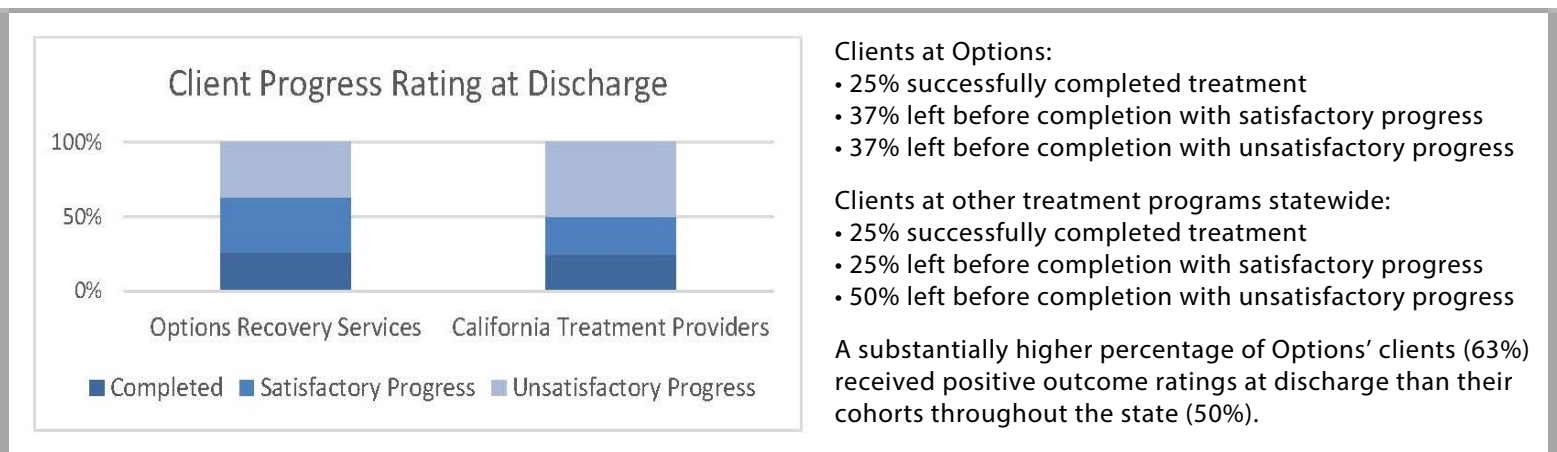 Client Progress Rating at Discharge
100%
50%
0%
Options Recovery Services
California Treatment Providers
Completed
Satisfactory Progress
Unsatisfactory Progress
Clients at Options:
• 25% successfully completed treatment
• 37% left before completion with satisfactory progress
• 37% left before completion with unsatisfactory progress
Clients at other treatment programs statewide:
• 25% successfully completed treatment
• 25% left before completion with satisfactory progress
• 50% left before completion with unsatisfactory progress
A substantially higher percentage of Options’ clients (63%)
received positive outcome ratings at discharge than their
cohorts throughout the state (50%).